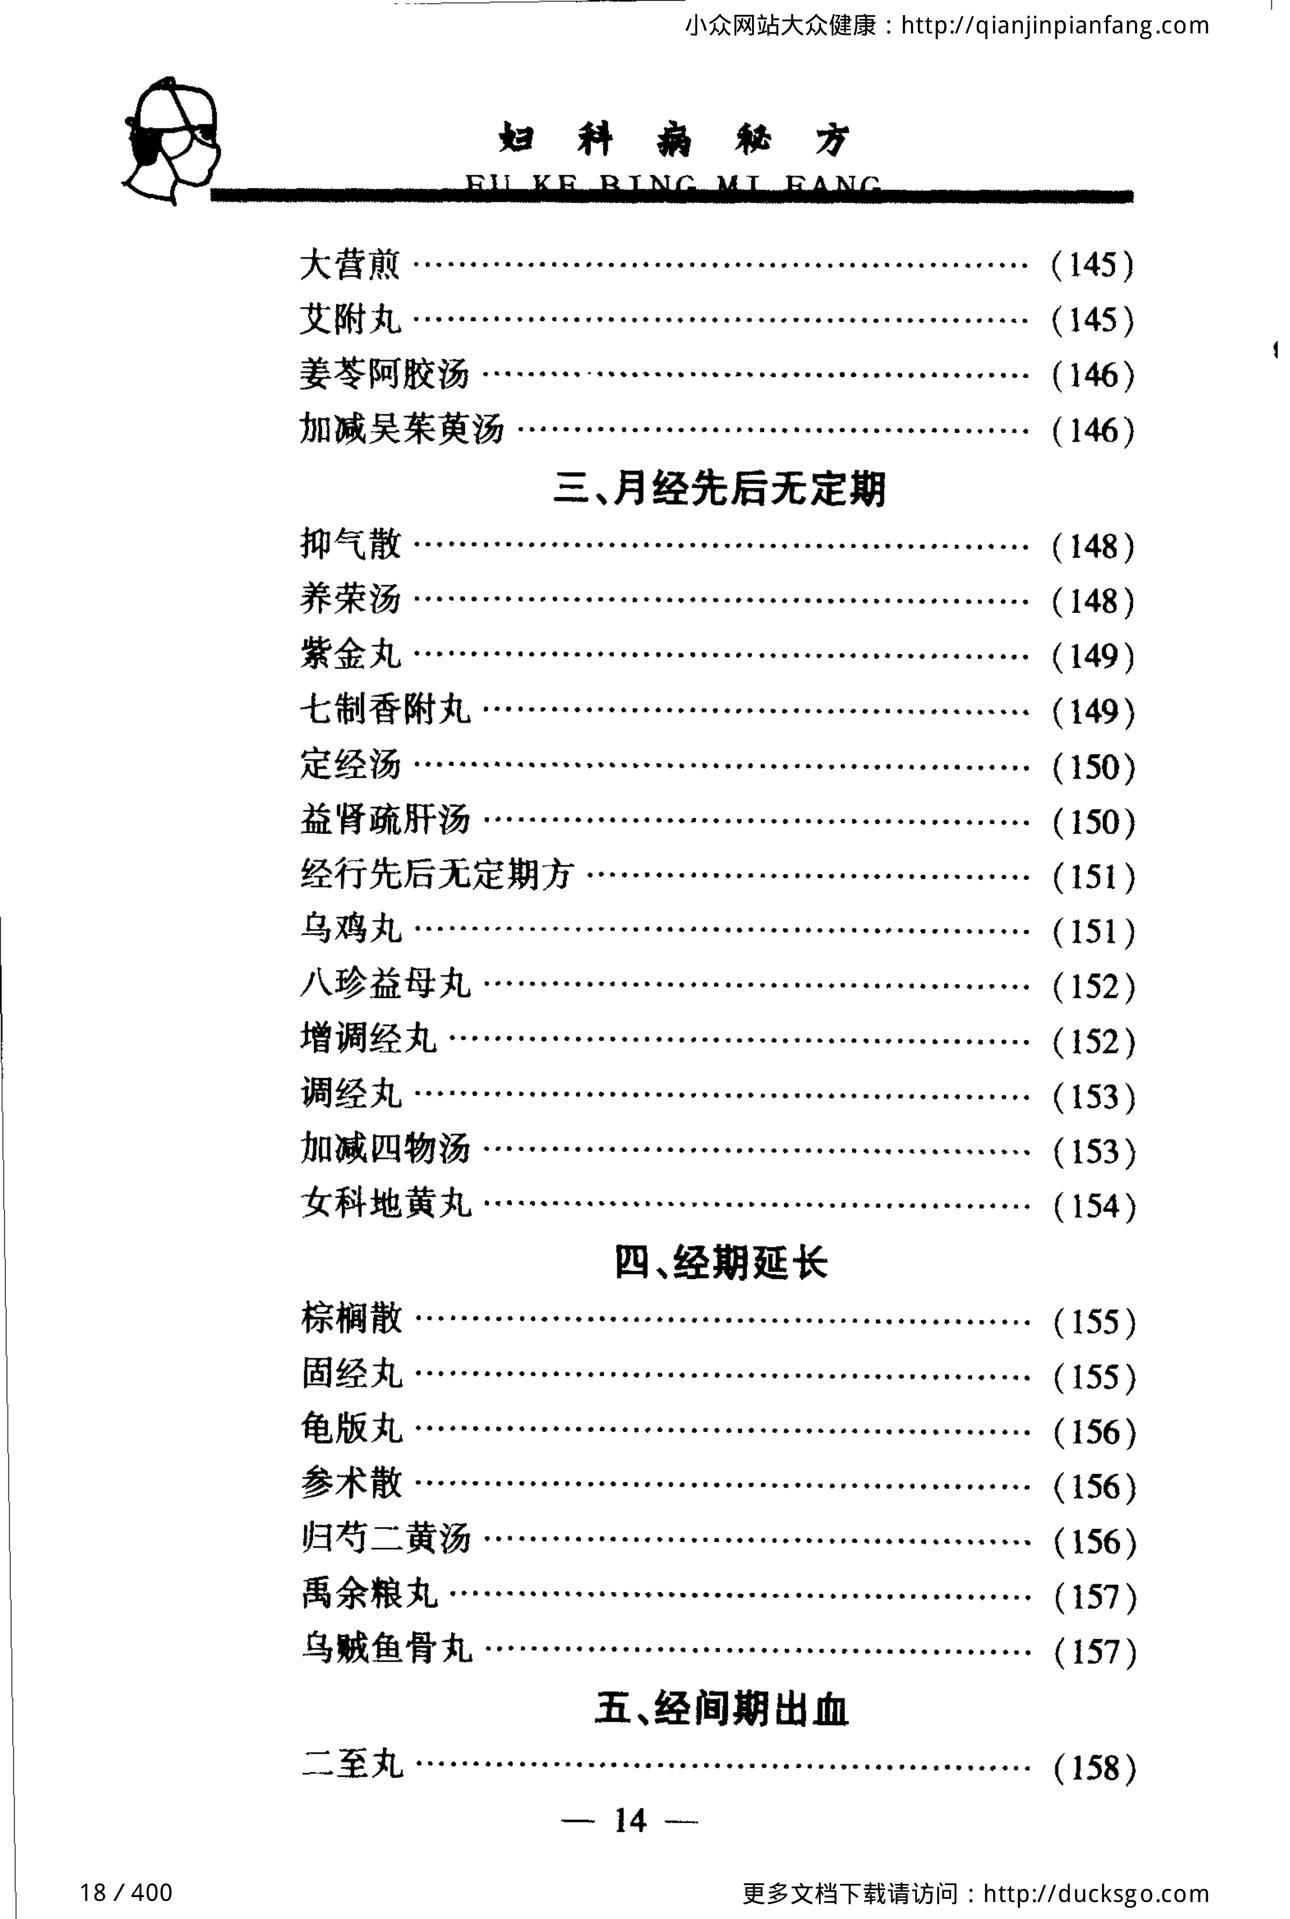 小众网站大众健康：http://qianjinpianfang.com
妇科病秘方
FU KE BING MI FANG
大营煎 …… (145)
艾附丸 …… (145)
姜苓阿胶汤 …… (146)
加减吴茱萸汤 …… (146)
三、月经先后无定期
抑气散 …… (148)
养荣汤 …… (148)
紫金丸 …… (149)
七制香附丸 …… (149)
定经汤 …… (150)
益肾疏肝汤 …… (150)
经行先后无定期方 …… (151)
乌鸡丸 …… (151)
八珍益母丸 …… (152)
增调经丸 …… (152)
调经丸 …… (153)
加减四物汤 …… (153)
女科地黄丸 …… (154)
四、经期延长
棕榈散 …… (155)
固经丸 …… (155)
龟版丸 …… (156)
参术散 …… (156)
归芍二黄汤 …… (156)
禹余粮丸 …… (157)
乌贼鱼骨丸 …… (157)
五、经间期出血
二至丸 …… (158)
— 14 —
18 / 400
更多文档下载请访问：http://ducksgo.com